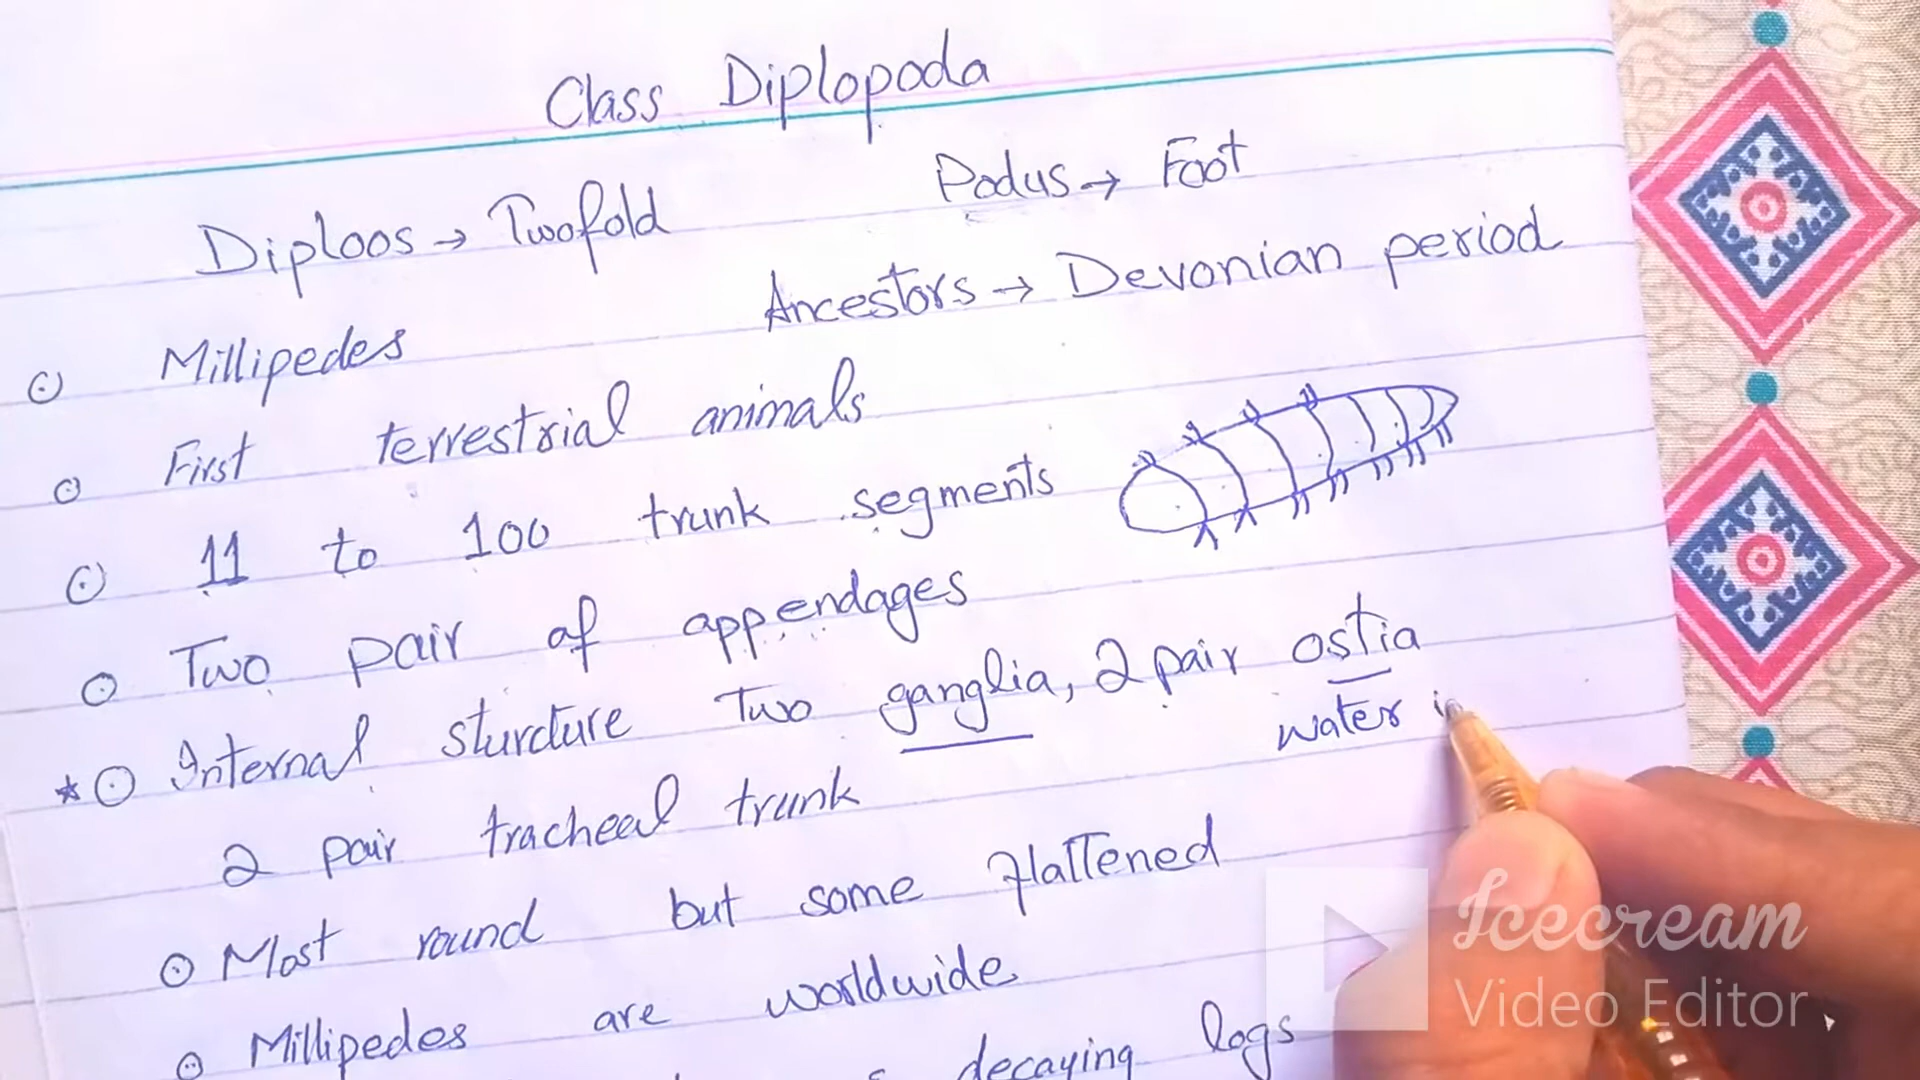 Class Diplopoda
Diploos → Twofold Podus → Foot
Millipedes Ancestors → Devonian period
First terrestrial animals
11 to 100 trunk segments
Two pair of appendages
Internal sturcture Two ganglia, 2 pair ostia
water i
2 pair tracheal trunk
Most round but some flattened
Millipedes are worldwide
decaying logs
Icecream
Video Editor